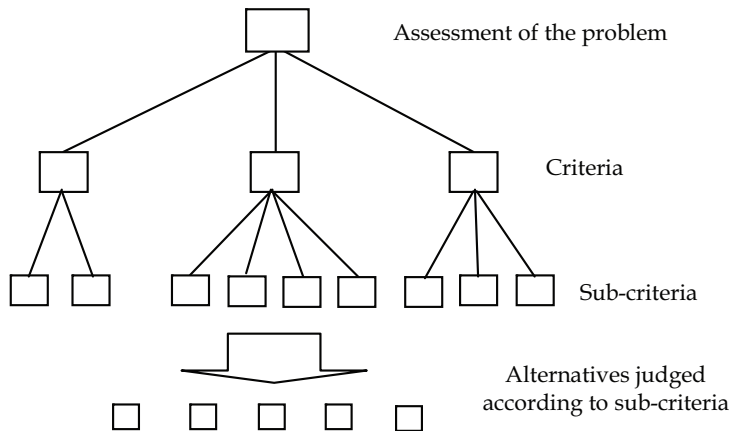 Assessment of the problem
Criteria
Sub-criteria
Alternatives judged
according to sub-criteria